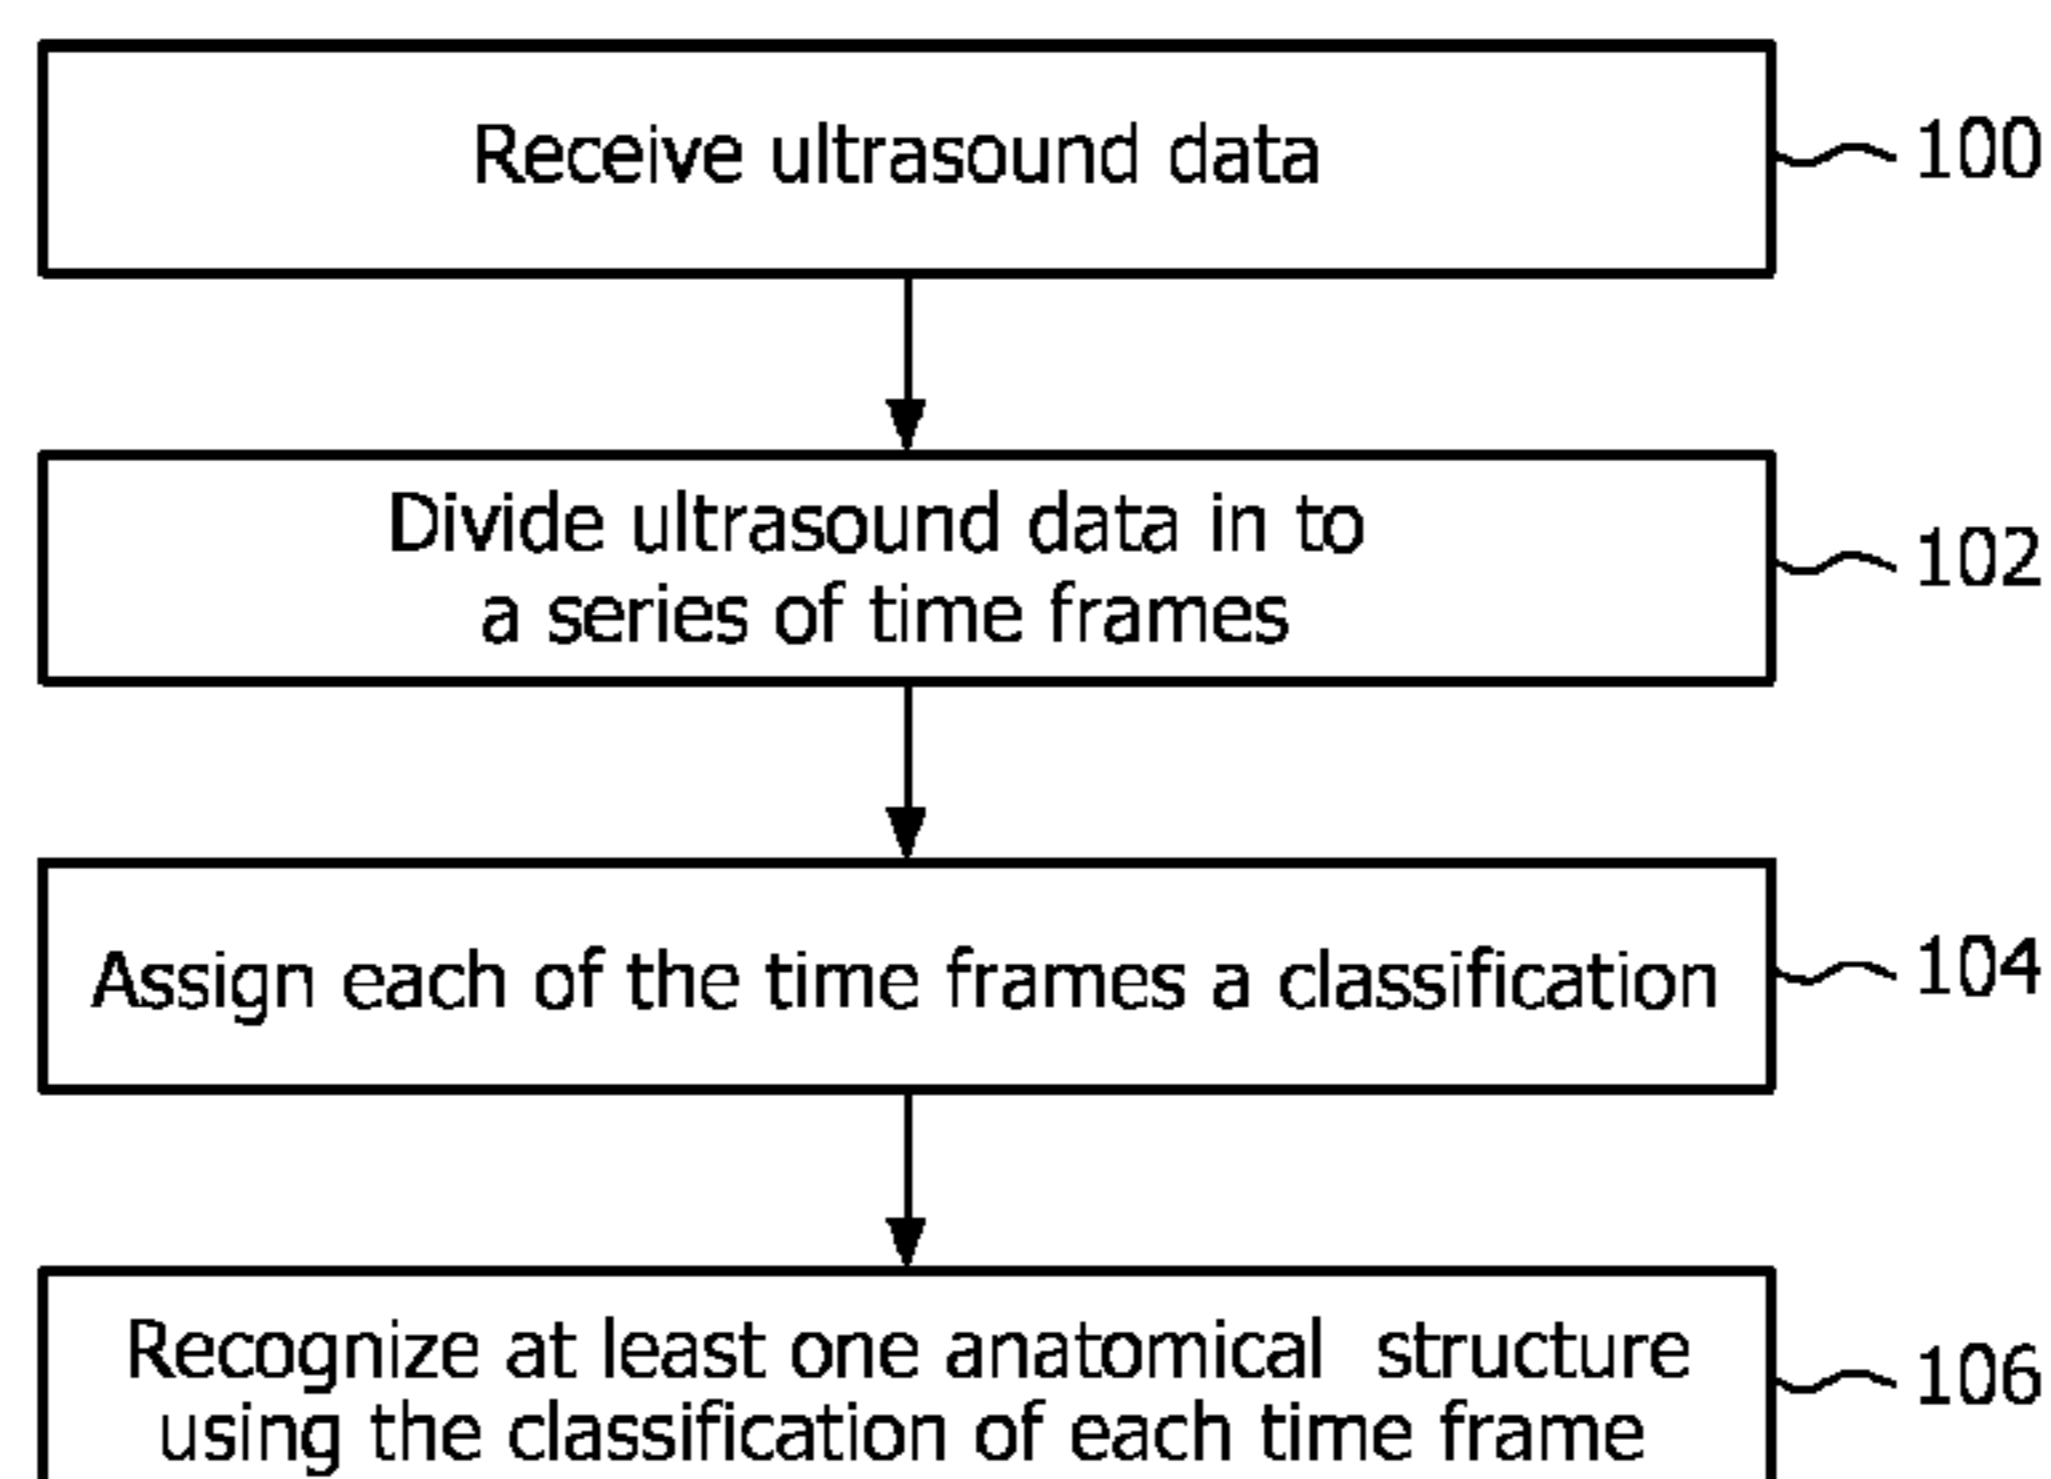 Receive ultrasound data
100
Divide ultrasound data in to
a series of time frames
102
Assign each of the time frames a classification
104
Recognize at least one anatomical structure
using the classification of each time frame
106